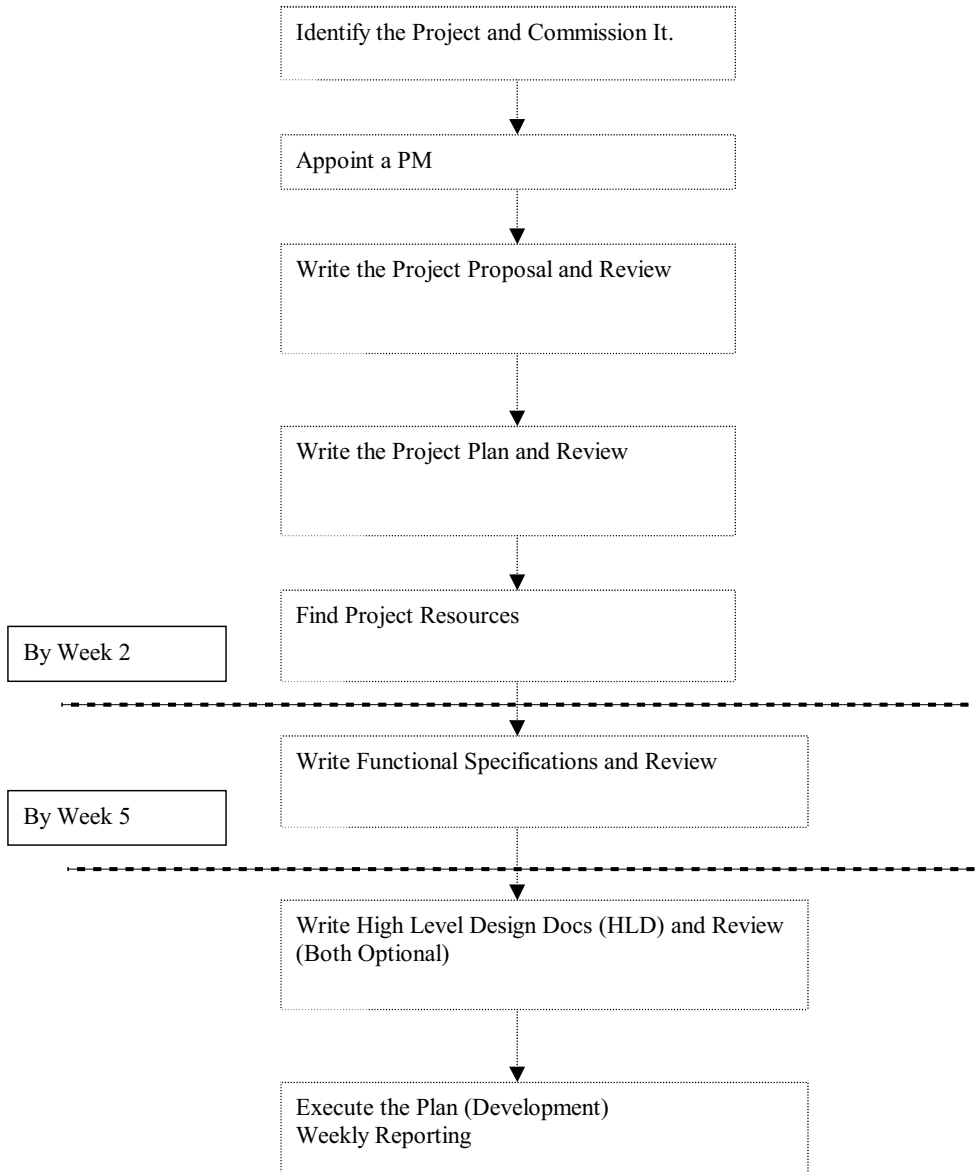 Identify the Project and Commission It.
Appoint a PM
Write the Project Proposal and Review
Write the Project Plan and Review
Find Project Resources
By Week 2
Write Functional Specifications and Review
By Week 5
Write High Level Design Docs (HLD) and Review
(Both Optional)
Execute the Plan (Development)
Weekly Reporting